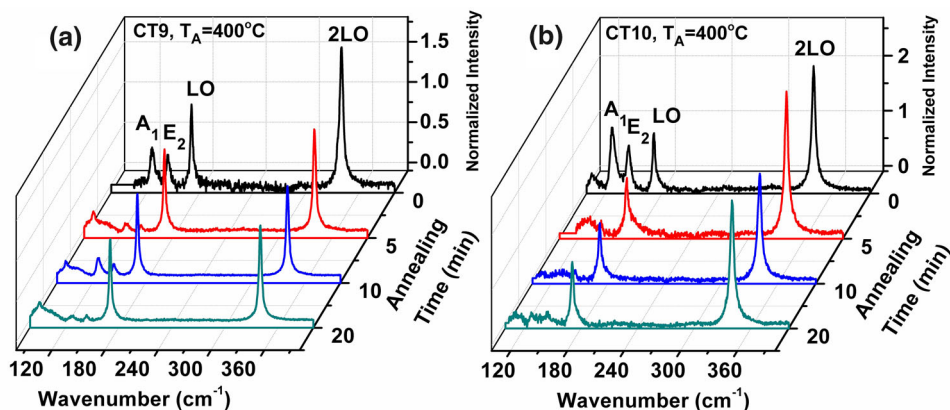 (a)
CT9, T_A=400°C
A₁
E₂
LO
2LO
1.5
1.0
0.5
0.0
Normalized Intensity
0
5
10
20
Annealing
Time (min)
120 180 240 300 360
Wavenumber (cm⁻¹)
(b)
CT10, T_A=400°C
A₁
E₂
LO
2LO
2
1
0
Normalized Intensity
0
5
10
20
Annealing
Time (min)
120 180 240 300 360
Wavenumber (cm⁻¹)